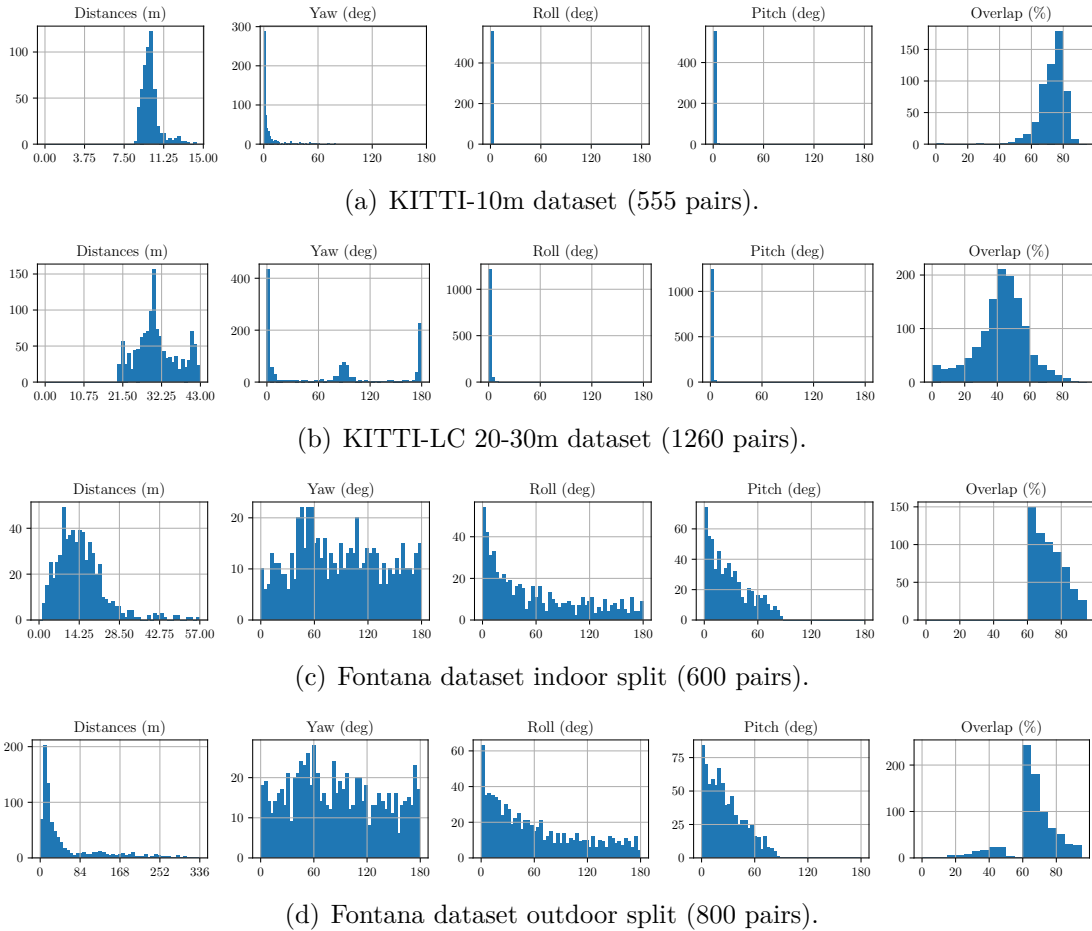 Distances (m) Yaw (deg) Roll (deg) Pitch (deg) Overlap (%)
100 50 0 300 200 100 0 400 200 0 400 200 0 150 100 50 0
0.00 3.75 7.50 11.25 15.00 0 60 120 180 0 60 120 180 0 60 120 180 0 20 40 60 80
(a) KITTI-10m dataset (555 pairs).
Distances (m) Yaw (deg) Roll (deg) Pitch (deg) Overlap (%)
150 100 50 0 400 200 0 1000 500 0 1000 500 0 200 100 0
0.00 10.75 21.50 32.25 43.00 0 60 120 180 0 60 120 180 0 60 120 180 0 20 40 60 80
(b) KITTI-LC 20-30m dataset (1260 pairs).
Distances (m) Yaw (deg) Roll (deg) Pitch (deg) Overlap (%)
40 20 0 20 10 0 40 20 0 60 40 20 0 150 100 50 0
0.00 14.25 28.50 42.75 57.00 0 60 120 180 0 60 120 180 0 60 120 180 0 20 40 60 80
(c) Fontana dataset indoor split (600 pairs).
Distances (m) Yaw (deg) Roll (deg) Pitch (deg) Overlap (%)
200 100 0 20 10 0 60 40 20 0 75 50 25 0 200 100 0
0 84 168 252 336 0 60 120 180 0 60 120 180 0 60 120 180 0 20 40 60 80
(d) Fontana dataset outdoor split (800 pairs).